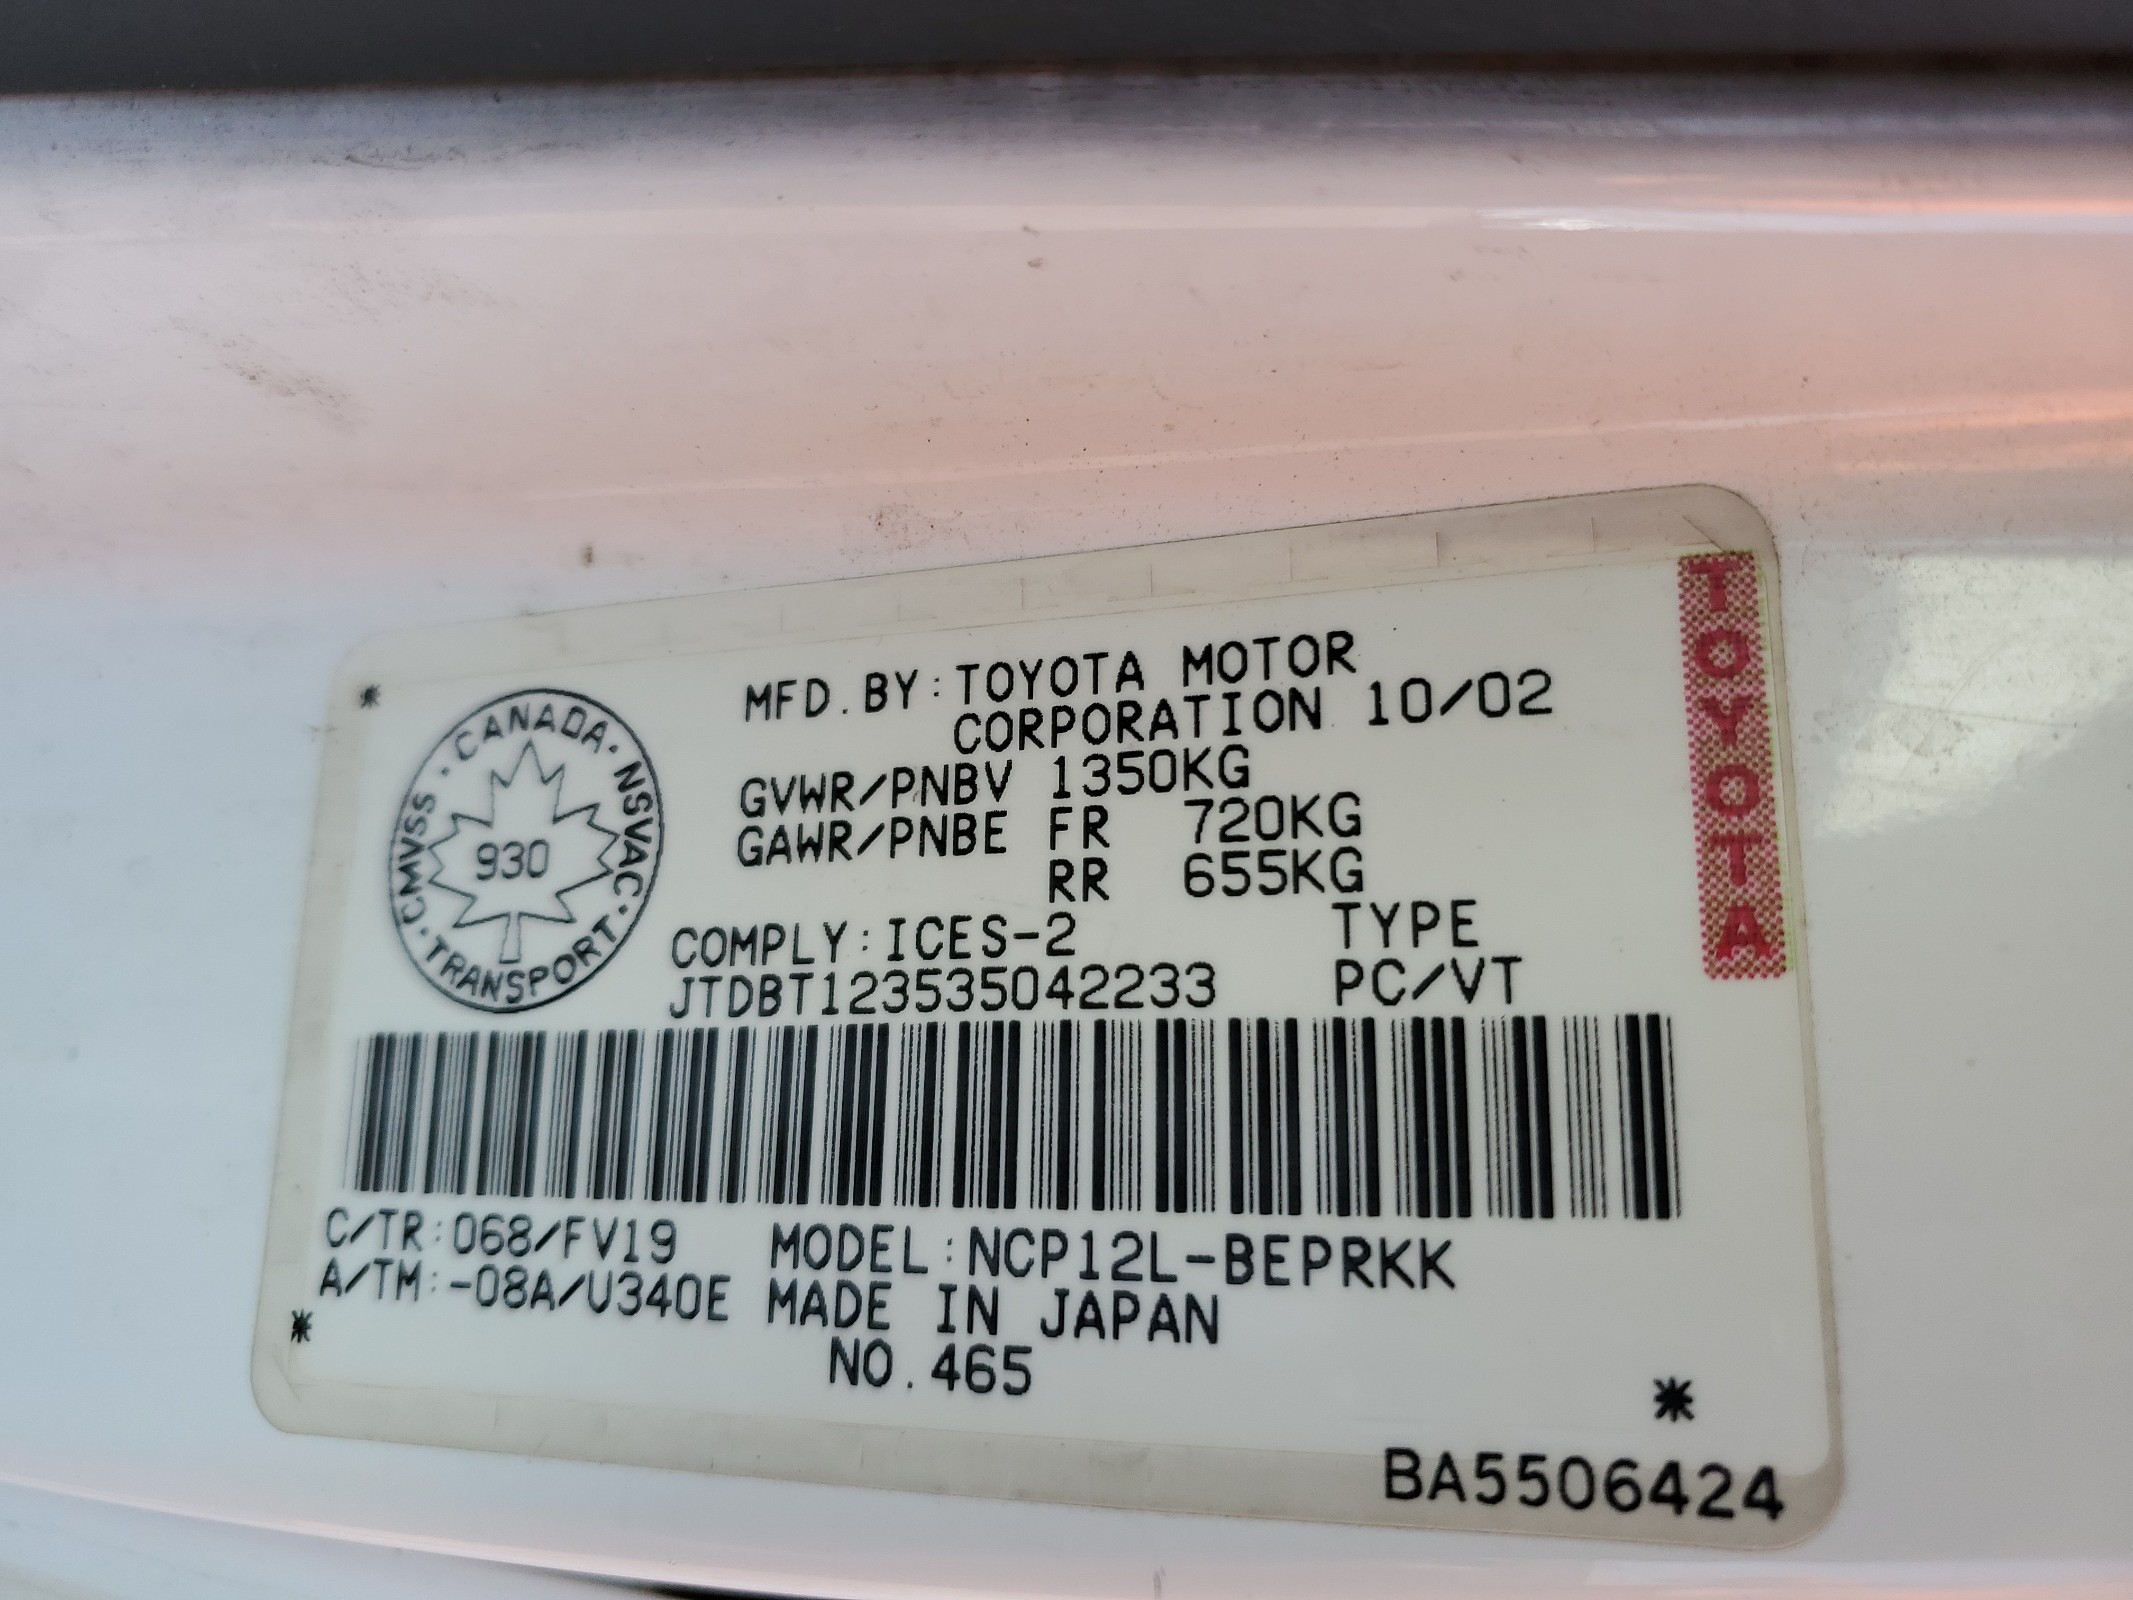 MFD.BY:TOYOTA MOTOR
CORPORATION 10/02
GVWR/PNBV 1350KG
GAWR/PNBE FR 720KG
RR 655KG
COMPLY:ICES-2 TYPE
JTDBT123535042233 PC/VT
CANADA · NSVAC · TRANSPORT · CMVSS ·
930
TOYOTA
C/TR:068/FV19 MODEL:NCP12L-BEPRKK
A/TM:-08A/U340E MADE IN JAPAN
NO.465
BA5506424